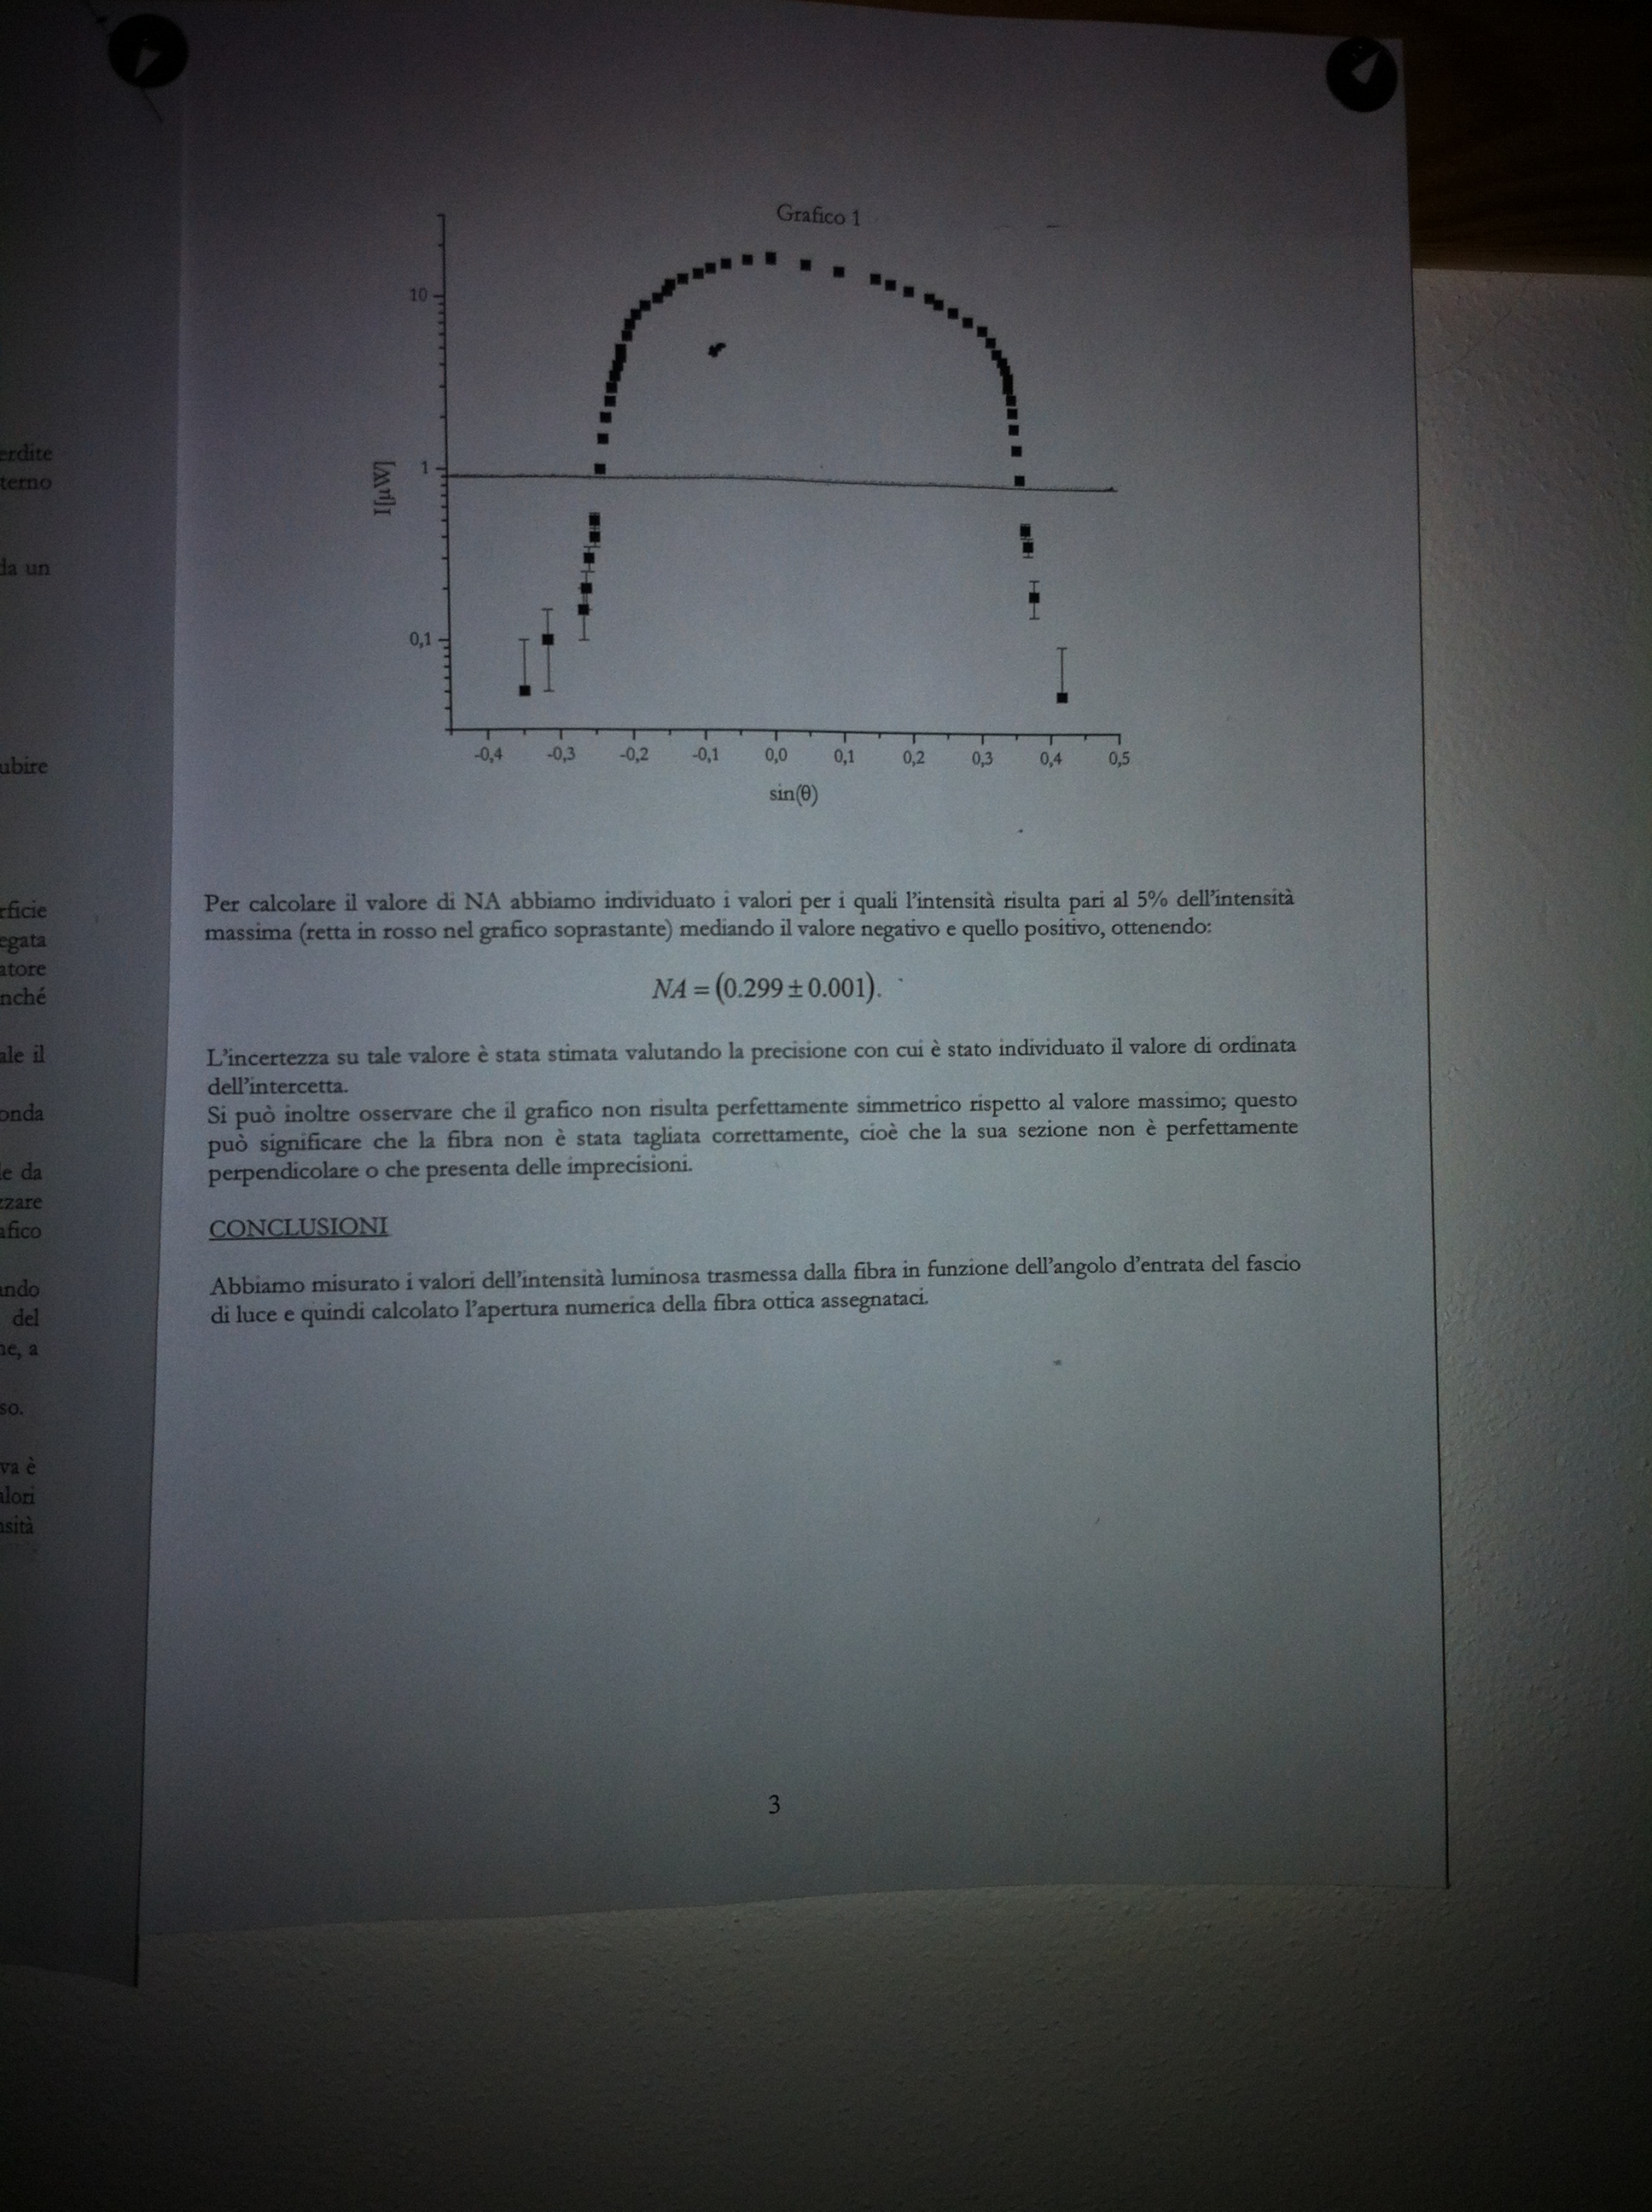 erdite
terno
da un
ubire
rficie
egata
atore
nché
ale il
onda
le da
zzare
afico
ando
del
ne, a
so.
va è
alori
nsità
Grafico 1
10
1
0,1
I[μW]
-0,4 -0,3 -0,2 -0,1 0,0 0,1 0,2 0,3 0,4 0,5
sin(θ)
Per calcolare il valore di NA abbiamo individuato i valori per i quali l'intensità risulta pari al 5% dell'intensità
massima (retta in rosso nel grafico soprastante) mediando il valore negativo e quello positivo, ottenendo:
NA = (0.299 ± 0.001).
L'incertezza su tale valore è stata stimata valutando la precisione con cui è stato individuato il valore di ordinata
dell'intercetta.
Si può inoltre osservare che il grafico non risulta perfettamente simmetrico rispetto al valore massimo; questo
può significare che la fibra non è stata tagliata correttamente, cioè che la sua sezione non è perfettamente
perpendicolare o che presenta delle imprecisioni.
CONCLUSIONI
Abbiamo misurato i valori dell'intensità luminosa trasmessa dalla fibra in funzione dell'angolo d'entrata del fascio
di luce e quindi calcolato l'apertura numerica della fibra ottica assegnataci.
3